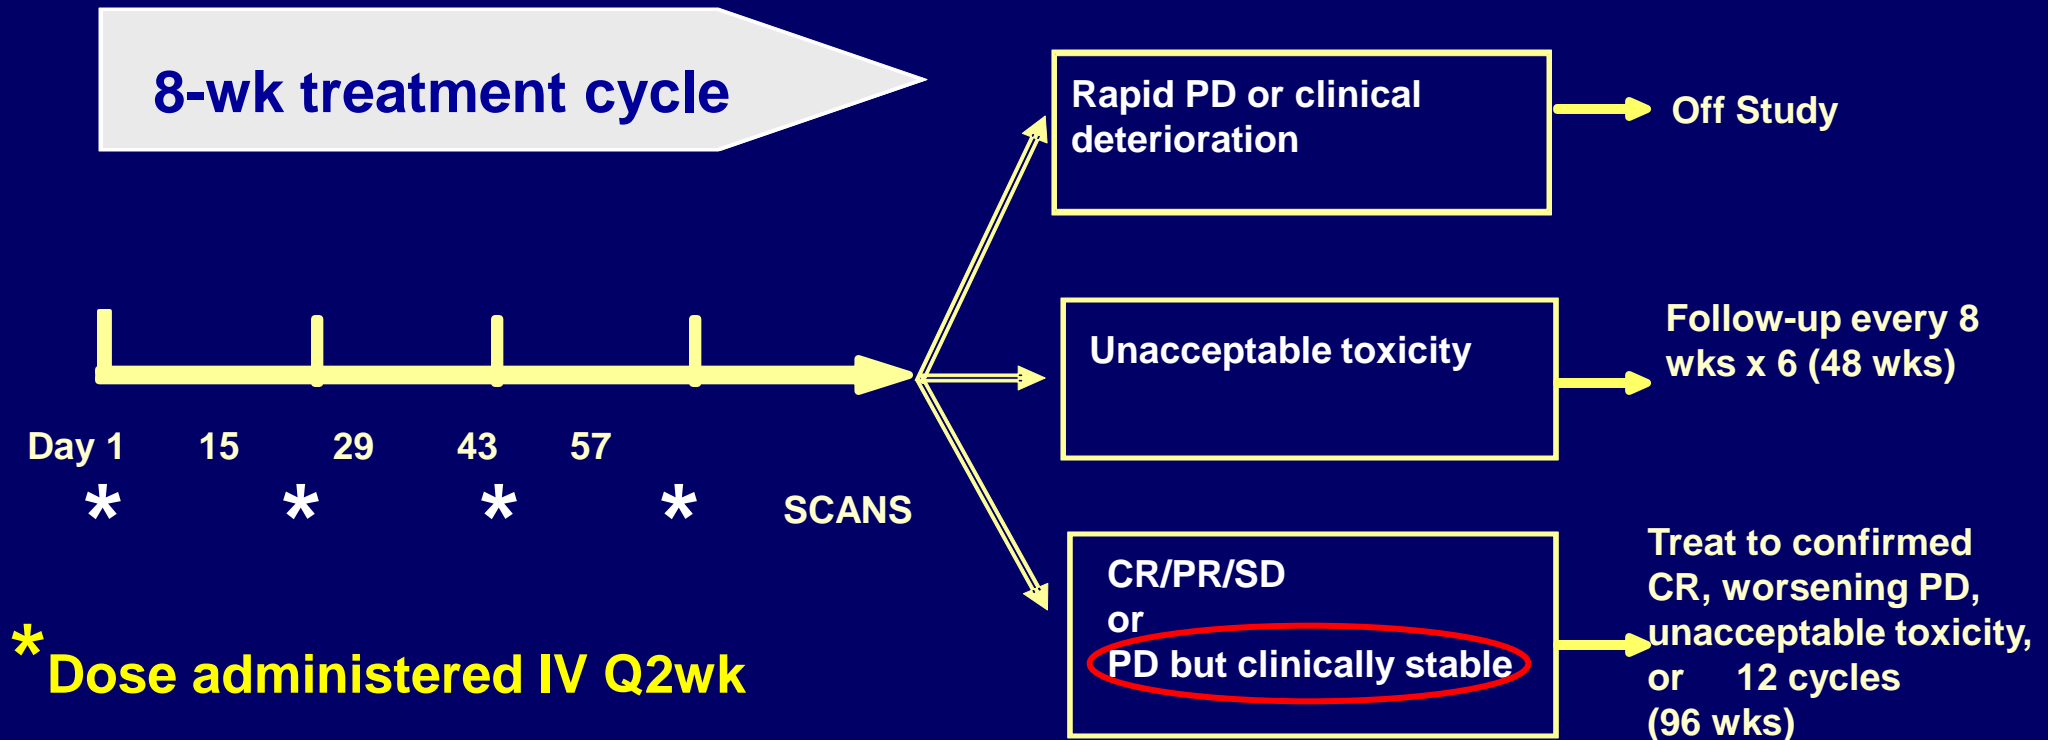 8-wk treatment cycle
Rapid PD or clinical
deterioration
Off Study
Unacceptable toxicity
Follow-up every 8
wks x 6 (48 wks)
Day 1 15 29 43 57
* * * * SCANS
CR/PR/SD
or
PD but clinically stable
Treat to confirmed
CR, worsening PD,
unacceptable toxicity,
or 12 cycles
(96 wks)
*Dose administered IV Q2wk